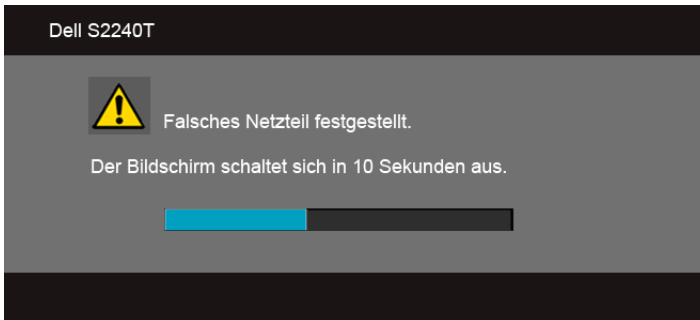 Dell S2240T
Falsches Netzteil festgestellt.
Der Bildschirm schaltet sich in 10 Sekunden aus.